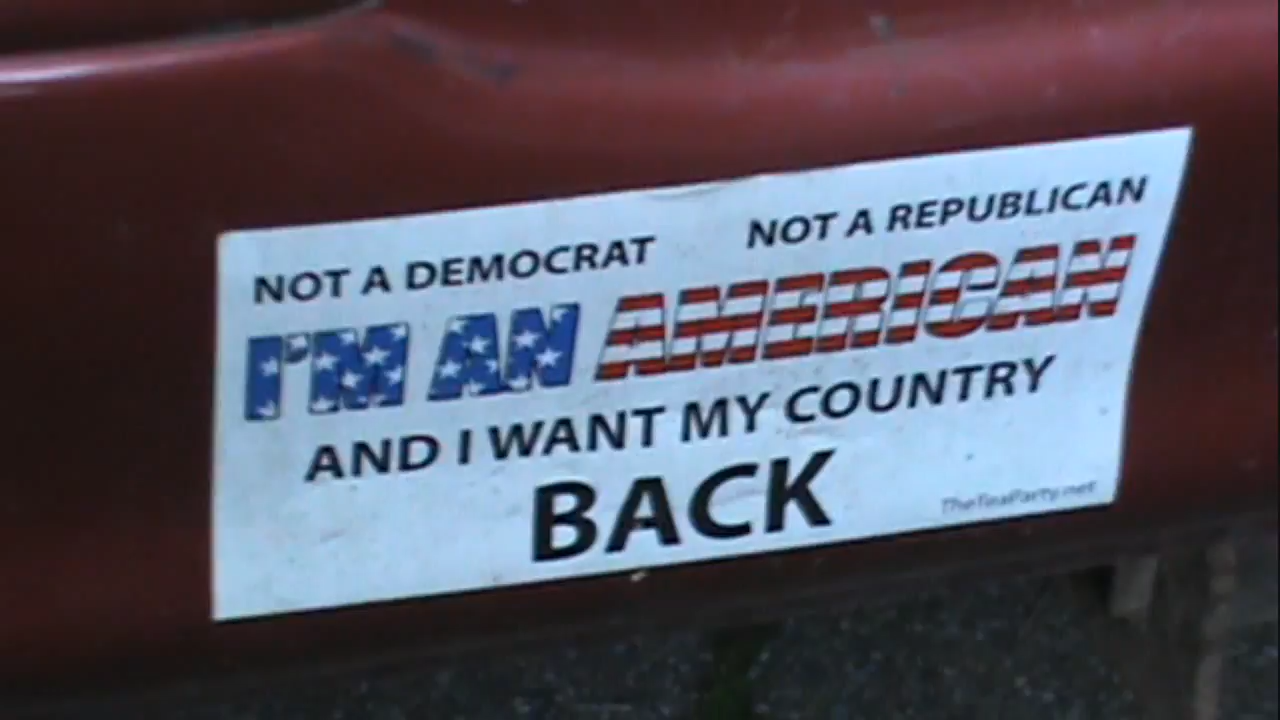 NOT A DEMOCRAT NOT A REPUBLICAN
I'M AN AMERICAN
AND I WANT MY COUNTRY
BACK
TheTeaParty.net